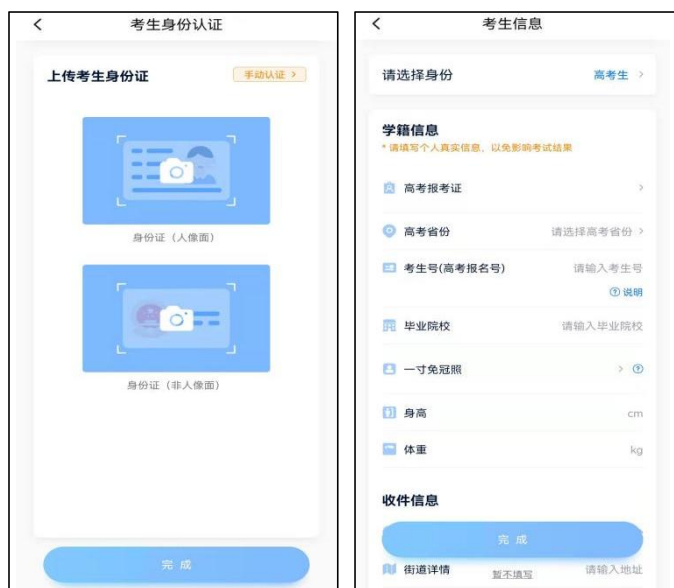 考生身份认证
上传考生身份证
手动认证 >
身份证（人像面）
身份证（非人像面）
完成
考生信息
请选择身份
高考生 >
学籍信息
* 请填写个人真实信息，以免影响考试结果
高考报考证 >
高考省份
请选择高考省份 >
考生号(高考报名号)
请输入考生号
? 说明
毕业院校
请输入毕业院校
一寸免冠照 > ?
身高
cm
体重
kg
收件信息
完成
街道详情
暂不填写
请输入地址